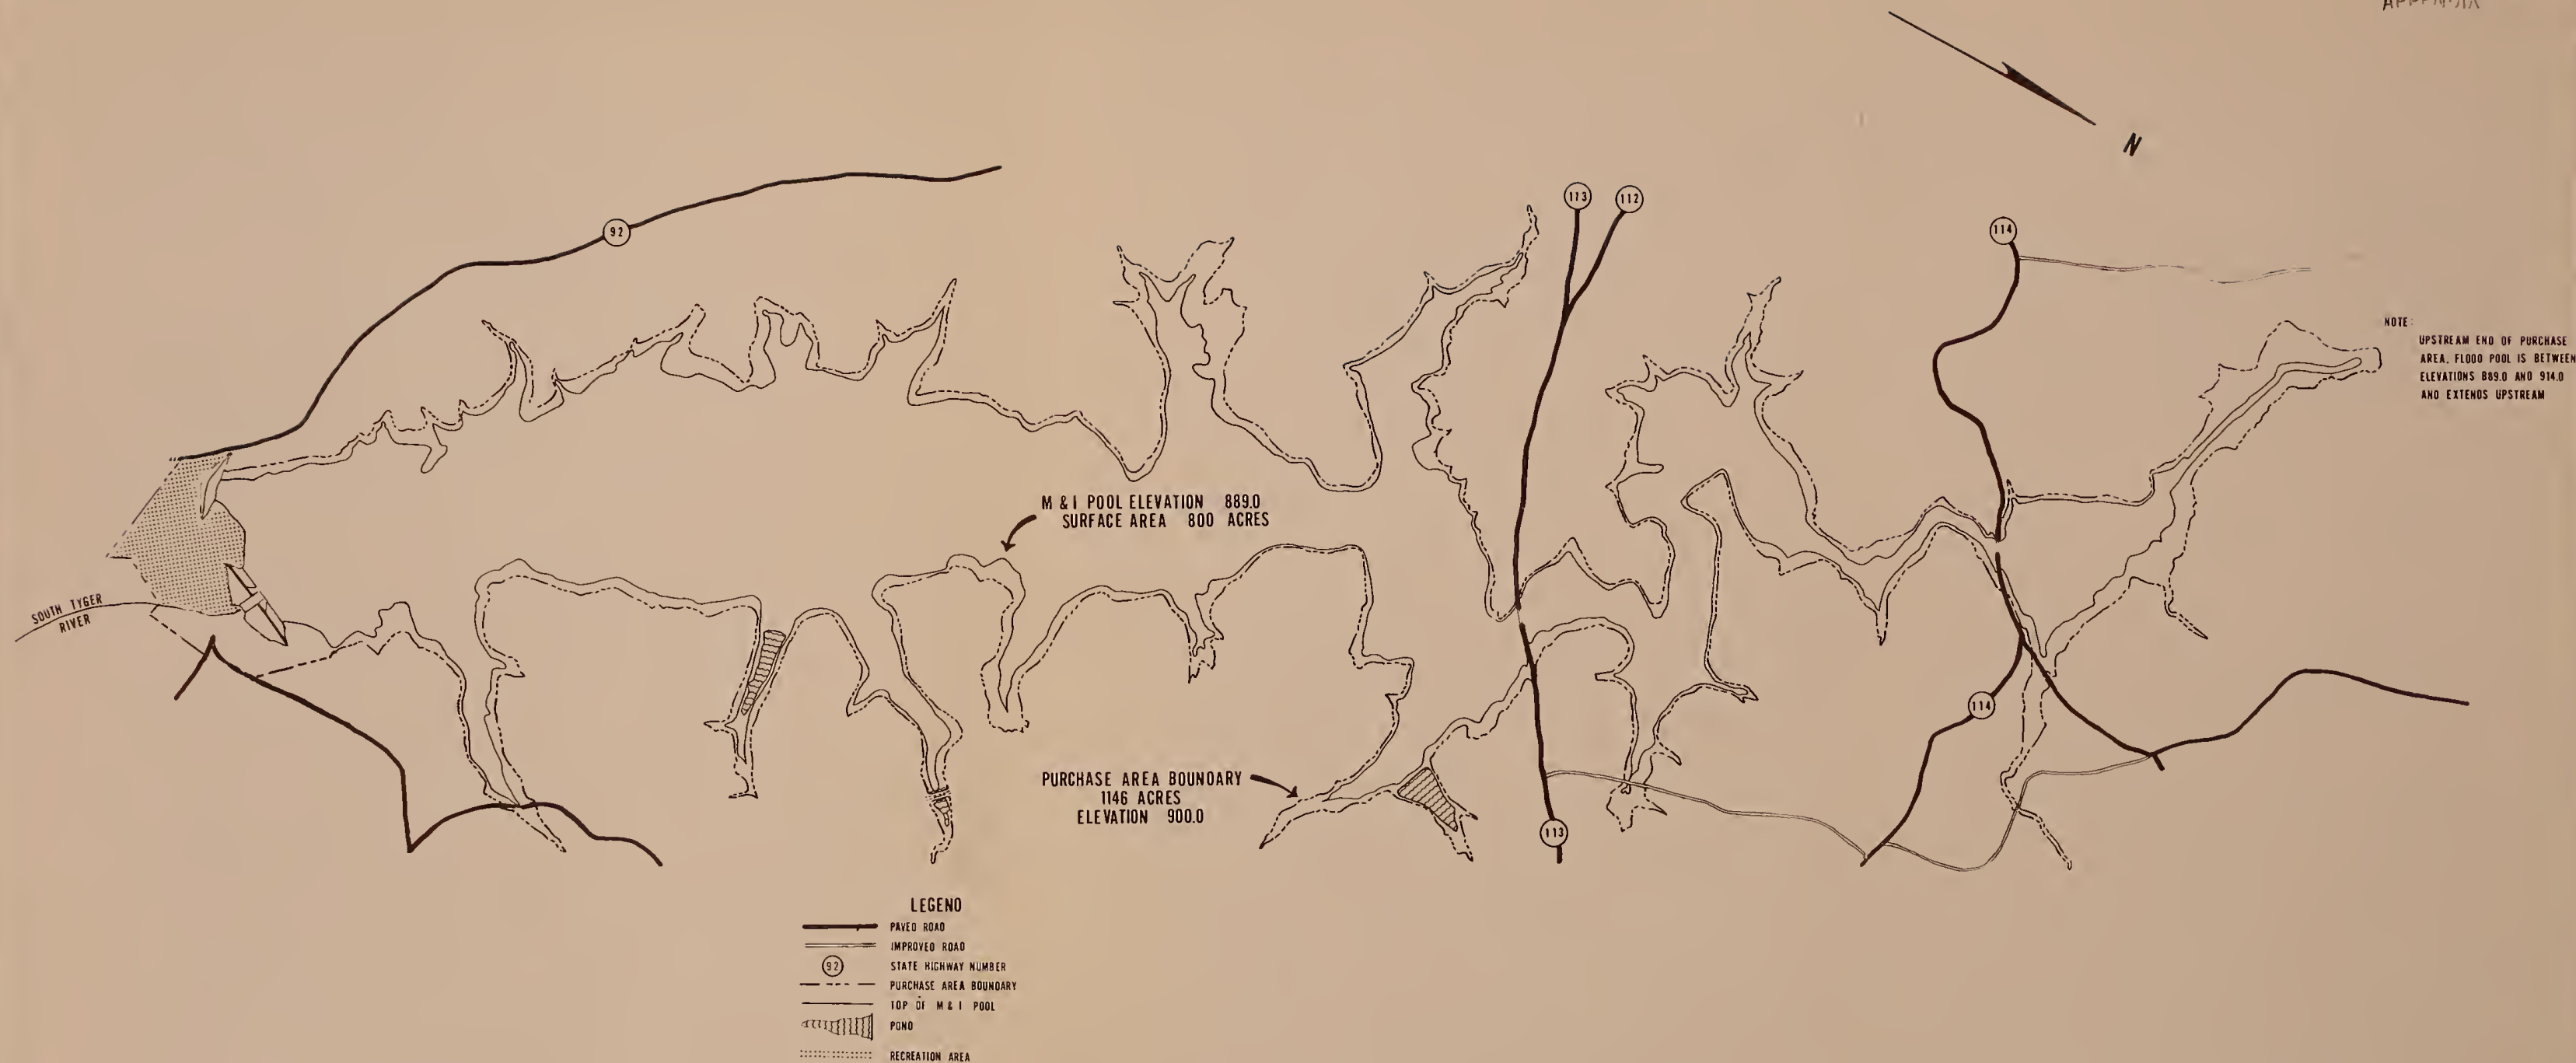 APPENDIX
N
92
113
112
114
NOTE:
UPSTREAM END OF PURCHASE
AREA. FLOOD POOL IS BETWEEN
ELEVATIONS 889.0 AND 914.0
AND EXTENDS UPSTREAM
M & I POOL ELEVATION 889.0
SURFACE AREA 800 ACRES
SOUTH TYGER
RIVER
114
PURCHASE AREA BOUNDARY
1146 ACRES
ELEVATION 900.0
113
LEGEND
PAVED ROAD
IMPROVED ROAD
92
STATE HIGHWAY NUMBER
PURCHASE AREA BOUNDARY
TOP OF M & I POOL
POND
RECREATION AREA